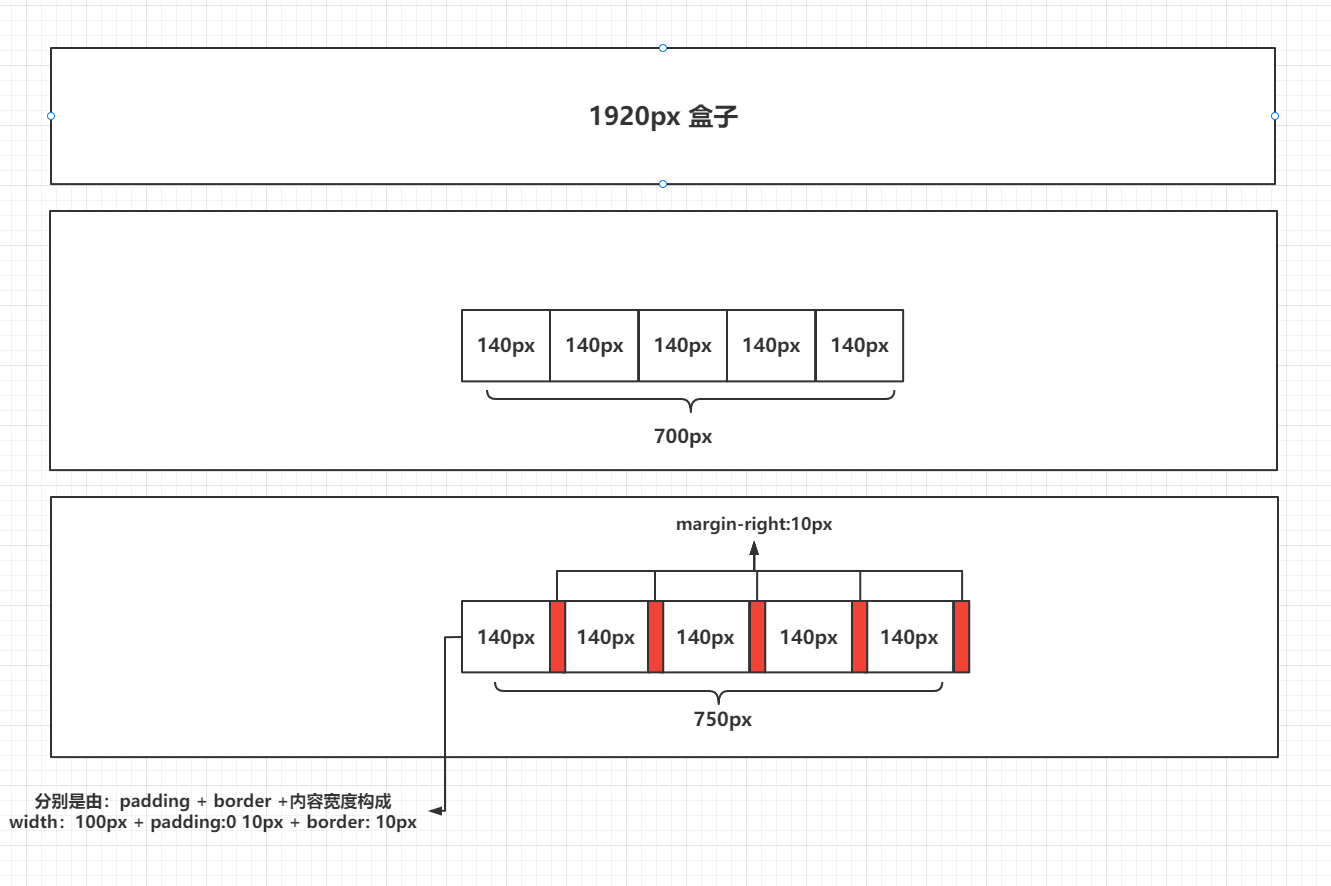 1920px 盒子
140px 140px 140px 140px 140px
700px
margin-right:10px
140px 140px 140px 140px 140px
750px
分别是由：padding + border +内容宽度构成
width：100px + padding:0 10px + border: 10px